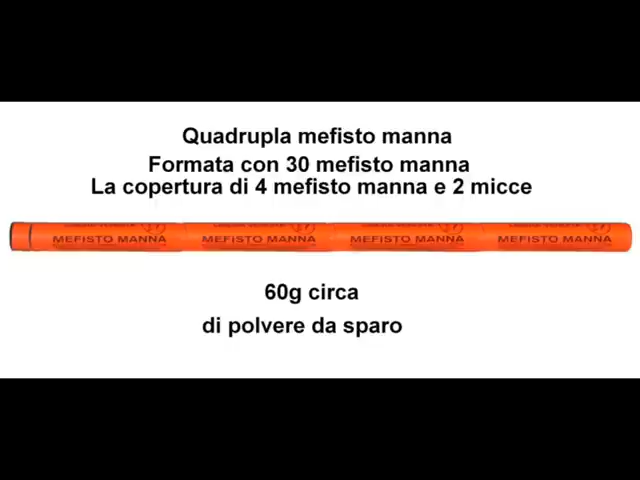 Quadrupla mefisto manna
Formata con 30 mefisto manna
La copertura di 4 mefisto manna e 2 micce
MEFISTO MANNA MEFISTO MANNA MEFISTO MANNA MEFISTO MANNA
60g circa
di polvere da sparo